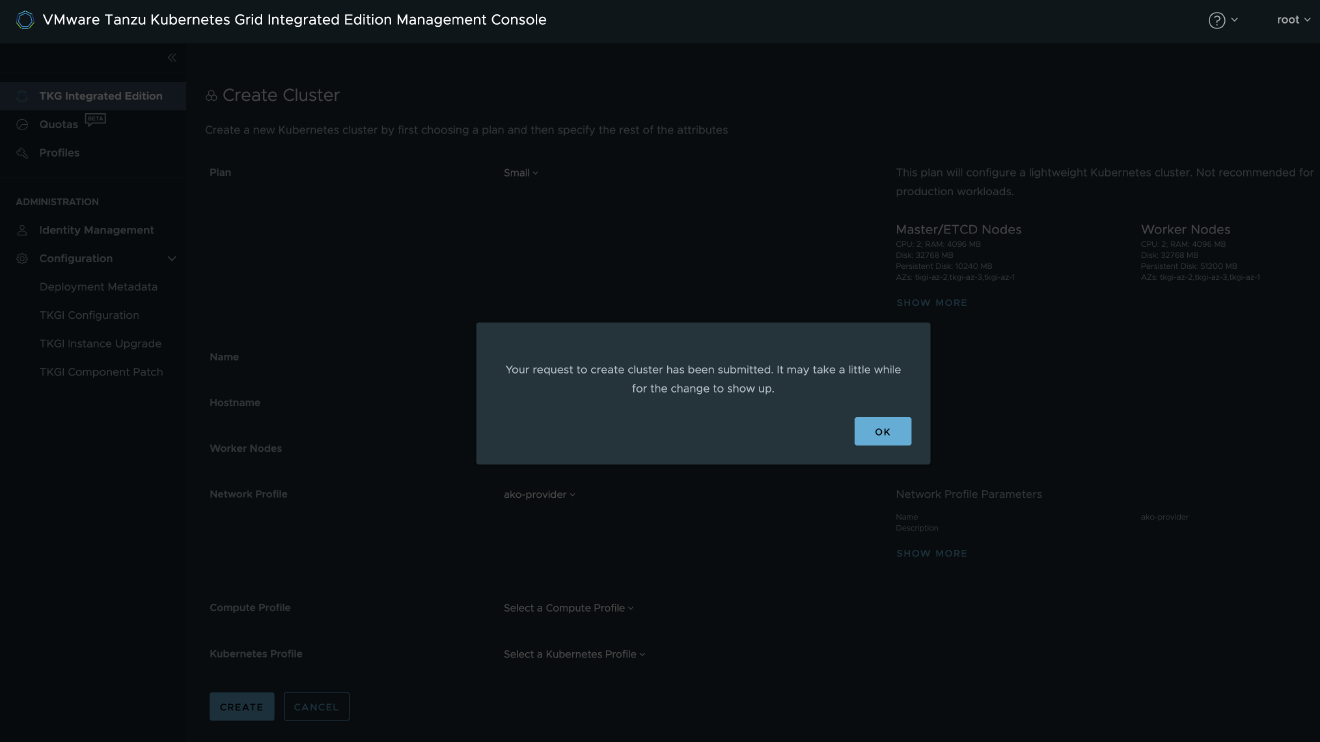 VMware Tanzu Kubernetes Grid Integrated Edition Management Console
root
TKG Integrated Edition
Quotas BETA
Profiles
ADMINISTRATION
Identity Management
Configuration
Deployment Metadata
TKGI Configuration
TKGI Instance Upgrade
TKGI Component Patch
Create Cluster
Create a new Kubernetes cluster by first choosing a plan and then specify the rest of the attributes
Plan
Small
This plan will configure a lightweight Kubernetes cluster. Not recommended for
production workloads.
Master/ETCD Nodes
CPU: 2; RAM: 4096 MB
Disk: 32768 MB
Persistent Disk: 10240 MB
AZs: tkgi-az-2,tkgi-az-3,tkgi-az-1
Worker Nodes
CPU: 2; RAM: 4096 MB
Disk: 32768 MB
Persistent Disk: 51200 MB
AZs: tkgi-az-2,tkgi-az-3,tkgi-az-1
SHOW MORE
Name
Hostname
Worker Nodes
Your request to create cluster has been submitted. It may take a little while
for the change to show up.
OK
Network Profile
ako-provider
Network Profile Parameters
Name
ako-provider
Description
SHOW MORE
Compute Profile
Select a Compute Profile
Kubernetes Profile
Select a Kubernetes Profile
CREATE
CANCEL